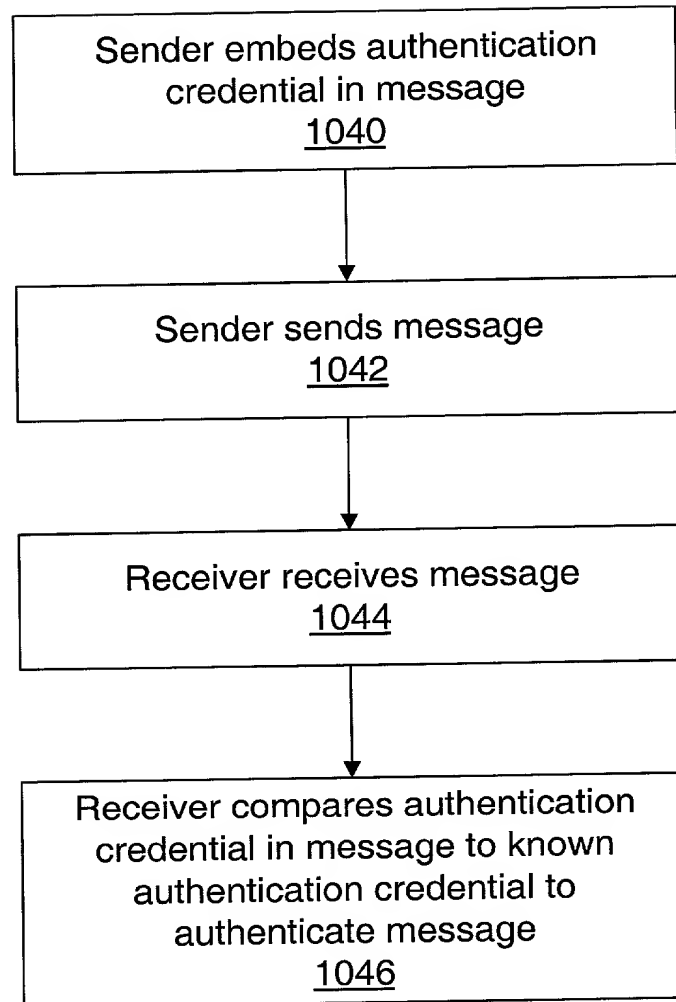 Sender embeds authentication
credential in message
1040
Sender sends message
1042
Receiver receives message
1044
Receiver compares authentication
credential in message to known
authentication credential to
authenticate message
1046